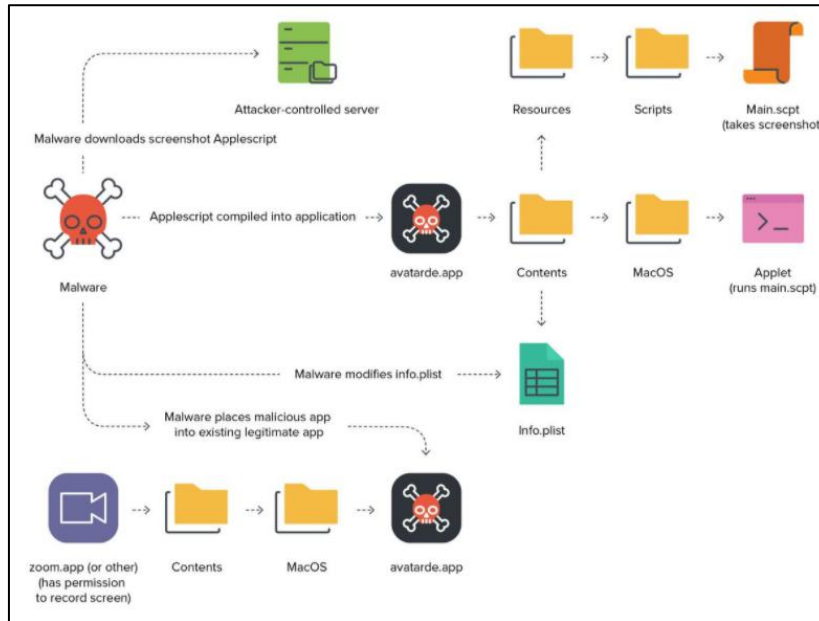 Attacker-controlled server
Resources
Scripts
Main.scpt
(takes screenshot
Malware downloads screenshot Applescript
Applescript compiled into application
Malware
avatarde.app
Contents
MacOS
Applet
(runs main.scpt)
Malware modifies info.plist
Info.plist
Malware places malicious app
into existing legitimate app
zoom.app (or other)
(has permission
to record screen)
Contents
MacOS
avatarde.app